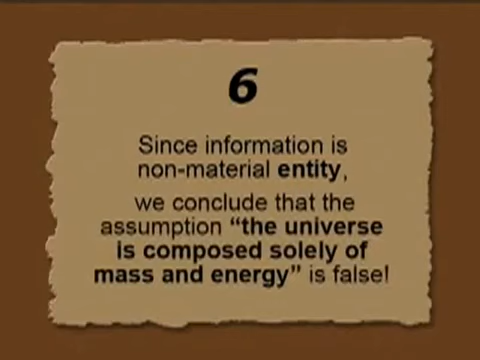 6
Since information is
non-material entity,
we conclude that the
assumption “the universe
is composed solely of
mass and energy” is false!